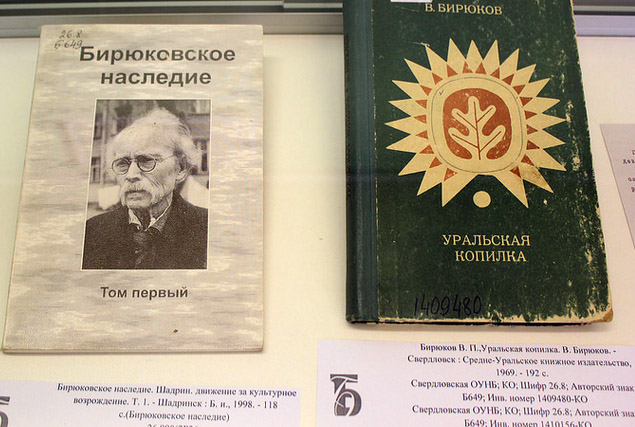 26.8
Б 649
Бирюковское
наследие
Том первый
В. БИРЮКОВ
УРАЛЬСКАЯ
КОПИЛКА
1409480
Бирюковское наследие. Шадрин. движение за культурное
возрождение. Т. 1. - Шадринск : Б. и., 1998. - 118
с.(Бирюковское наследие)
Бирюков В. П.,Уральская копилка. В. Бирюков. -
Свердловск : Средне-Уральское книжное издательство,
1969. - 192 с.
Свердловская ОУНБ; КО; Шифр 26.8; Авторский знак
Б649; Инв. номер 1409480-КО
Свердловская ОУНБ; КО; Шифр 26.8; Авторский знак
Б649; Инв. номер 1410156-КО